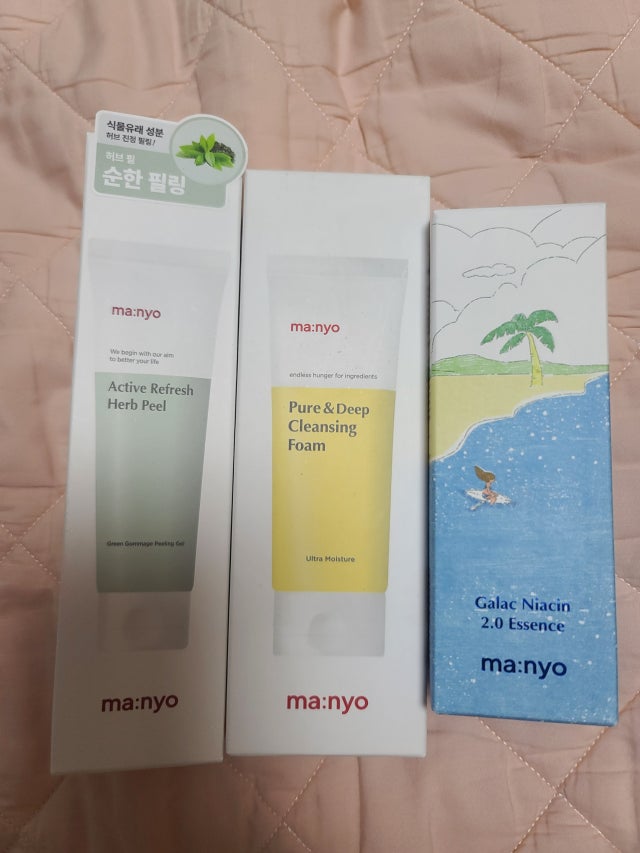 식물유래 성분
허브 진정 필링!
허브 필
순한 필링
ma:nyo
We begin with our aim
to better your life
Active Refresh
Herb Peel
Green Gommage Peeling Gel
ma:nyo
ma:nyo
endless hunger for ingredients
Pure & Deep
Cleansing
Foam
Ultra Moisture
ma:nyo
Galac Niacin
2.0 Essence
ma:nyo